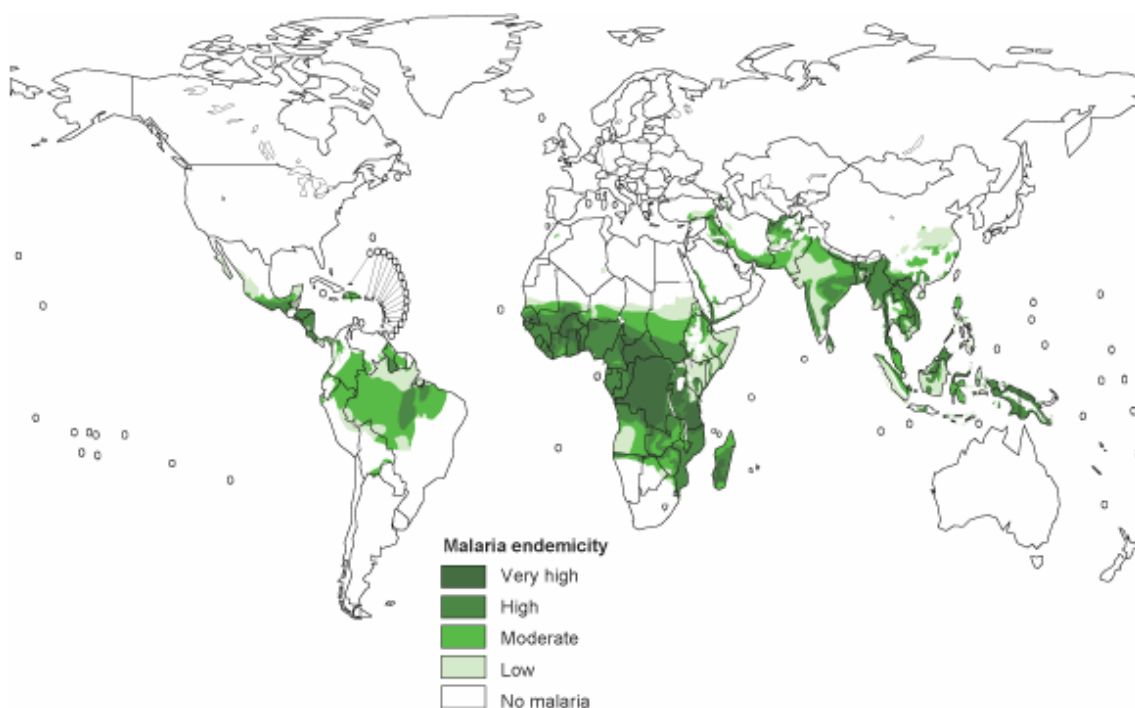 Malaria endemicity
Very high
High
Moderate
Low
No malaria